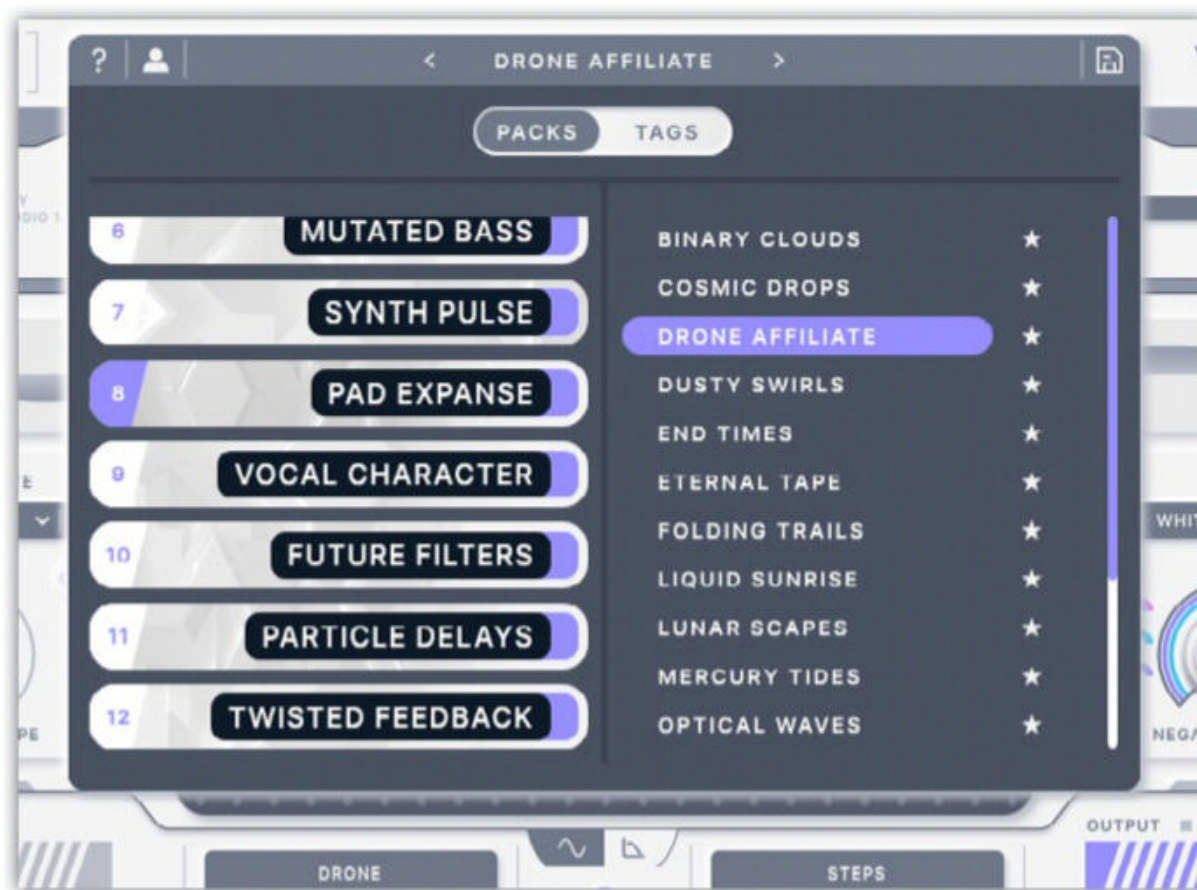 ? < DRONE AFFILIATE >
PACKS TAGS
6 MUTATED BASS
7 SYNTH PULSE
8 PAD EXPANSE
9 VOCAL CHARACTER
10 FUTURE FILTERS
11 PARTICLE DELAYS
12 TWISTED FEEDBACK
BINARY CLOUDS
COSMIC DROPS
DRONE AFFILIATE
DUSTY SWIRLS
END TIMES
ETERNAL TAPE
FOLDING TRAILS
LIQUID SUNRISE
LUNAR SCAPES
MERCURY TIDES
OPTICAL WAVES
OUTPUT
DRONE
STEPS